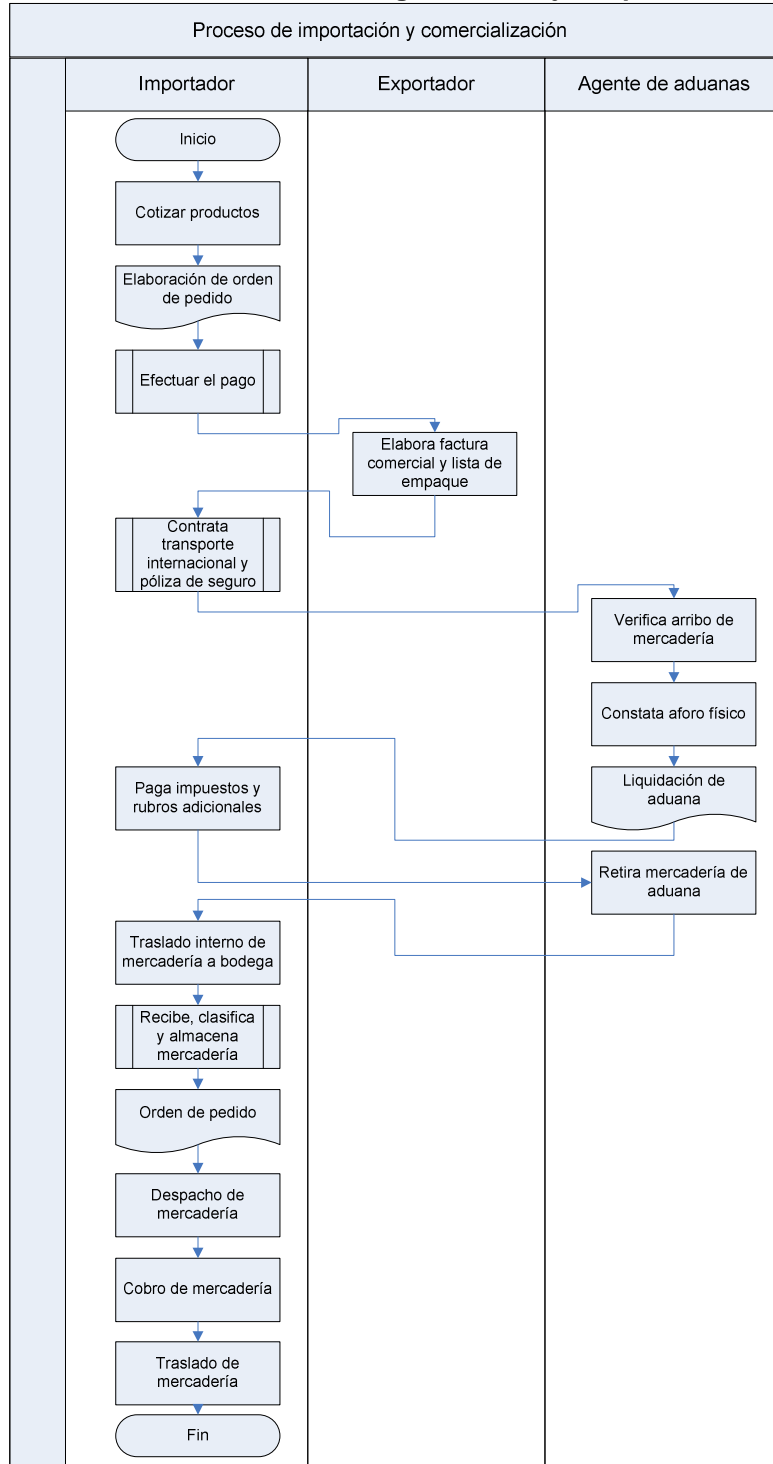 Proceso de importación y comercialización
Importador
Exportador
Agente de aduanas
Inicio
Cotizar productos
Elaboración de orden
de pedido
Efectuar el pago
Elabora factura
comercial y lista de
empaque
Contrata
transporte
internacional y
póliza de seguro
Verifica arribo de
mercadería
Constata aforo físico
Liquidación de
aduana
Paga impuestos y
rubros adicionales
Retira mercadería de
aduana
Traslado interno de
mercadería a bodega
Recibe, clasifica
y almacena
mercadería
Orden de pedido
Despacho de
mercadería
Cobro de mercadería
Traslado de
mercadería
Fin